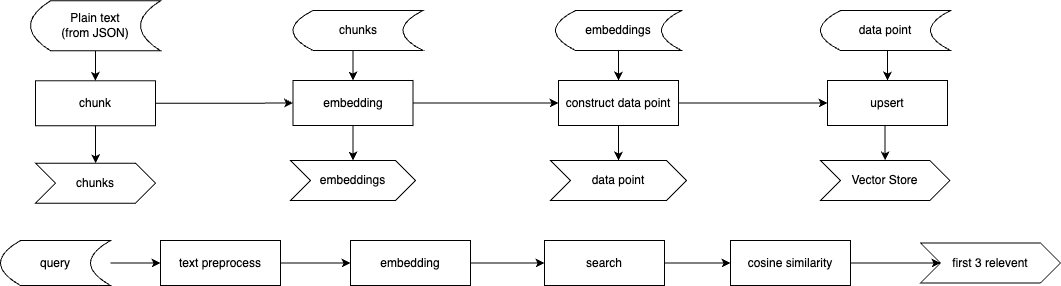 Plain text
(from JSON)
chunks
embeddings
data point
chunk
embedding
construct data point
upsert
chunks
embeddings
data point
Vector Store
query
text preprocess
embedding
search
cosine similarity
first 3 relevent